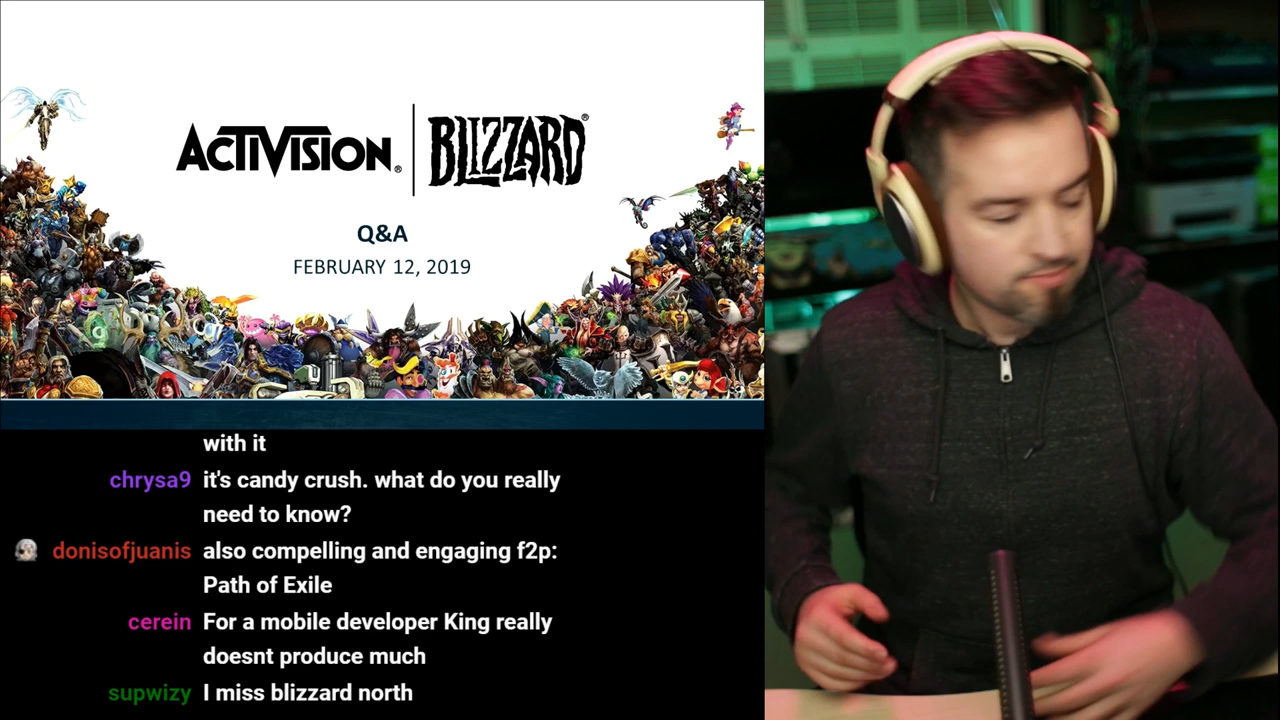 ACTIVISION® BLIZZARD®
Q&A
FEBRUARY 12, 2019
with it
chrysa9 it's candy crush. what do you really
need to know?
donisofjuanis also compelling and engaging f2p:
Path of Exile
cerein For a mobile developer King really
doesnt produce much
supwizy I miss blizzard north